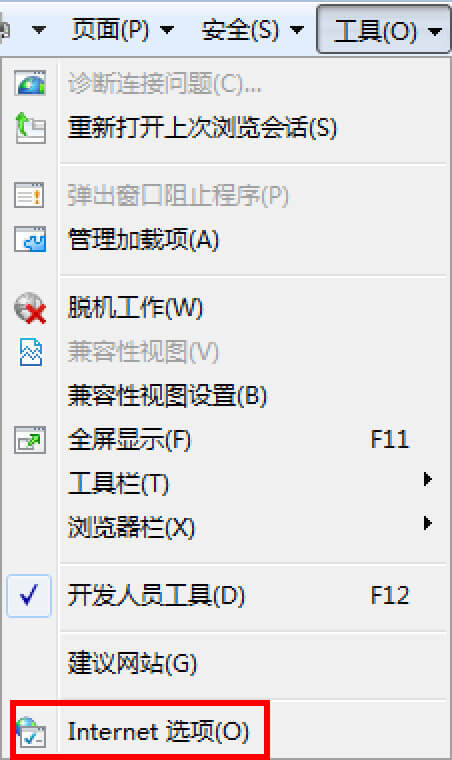 页面(P) 安全(S) 工具(O)
诊断连接问题(C)...
重新打开上次浏览会话(S)
弹出窗口阻止程序(P)
管理加载项(A)
脱机工作(W)
兼容性视图(V)
兼容性视图设置(B)
全屏显示(F) F11
工具栏(T)
浏览器栏(X)
开发人员工具(D) F12
建议网站(G)
Internet 选项(O)